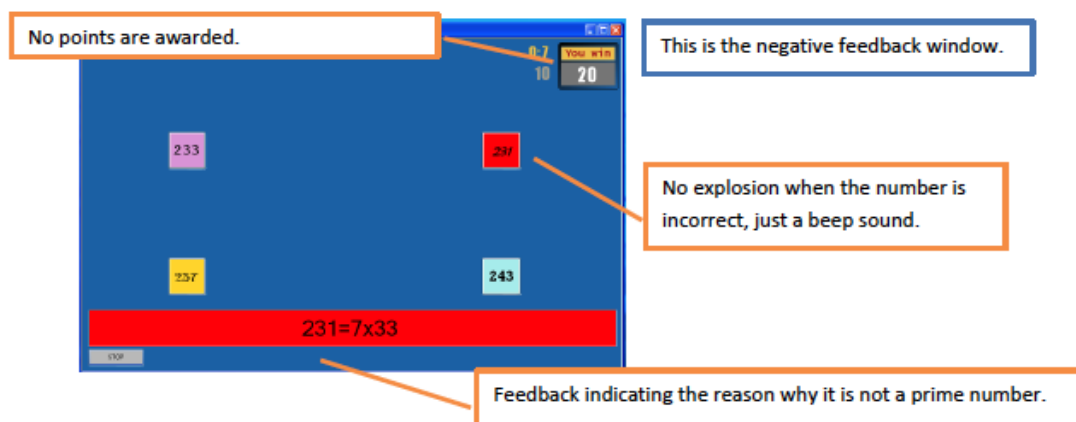 No points are awarded.
This is the negative feedback window.
0:7 You win
10 20
233
231
No explosion when the number is
incorrect, just a beep sound.
237
243
231=7x33
STOP
Feedback indicating the reason why it is not a prime number.